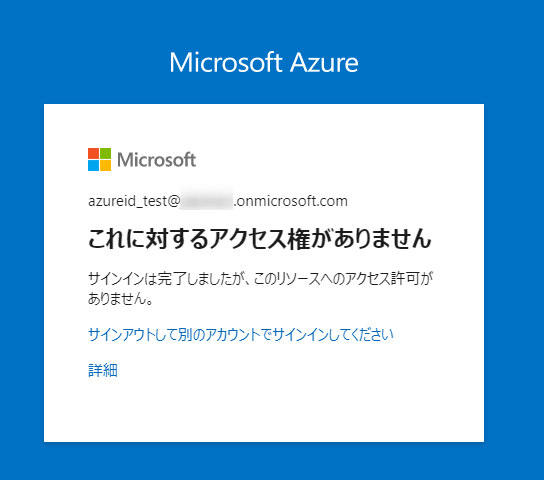 Microsoft Azure
Microsoft
azureid_test@ .onmicrosoft.com
これに対するアクセス権がありません
サインインは完了しましたが、このリソースへのアクセス許可が
ありません。
サインアウトして別のアカウントでサインインしてください
詳細